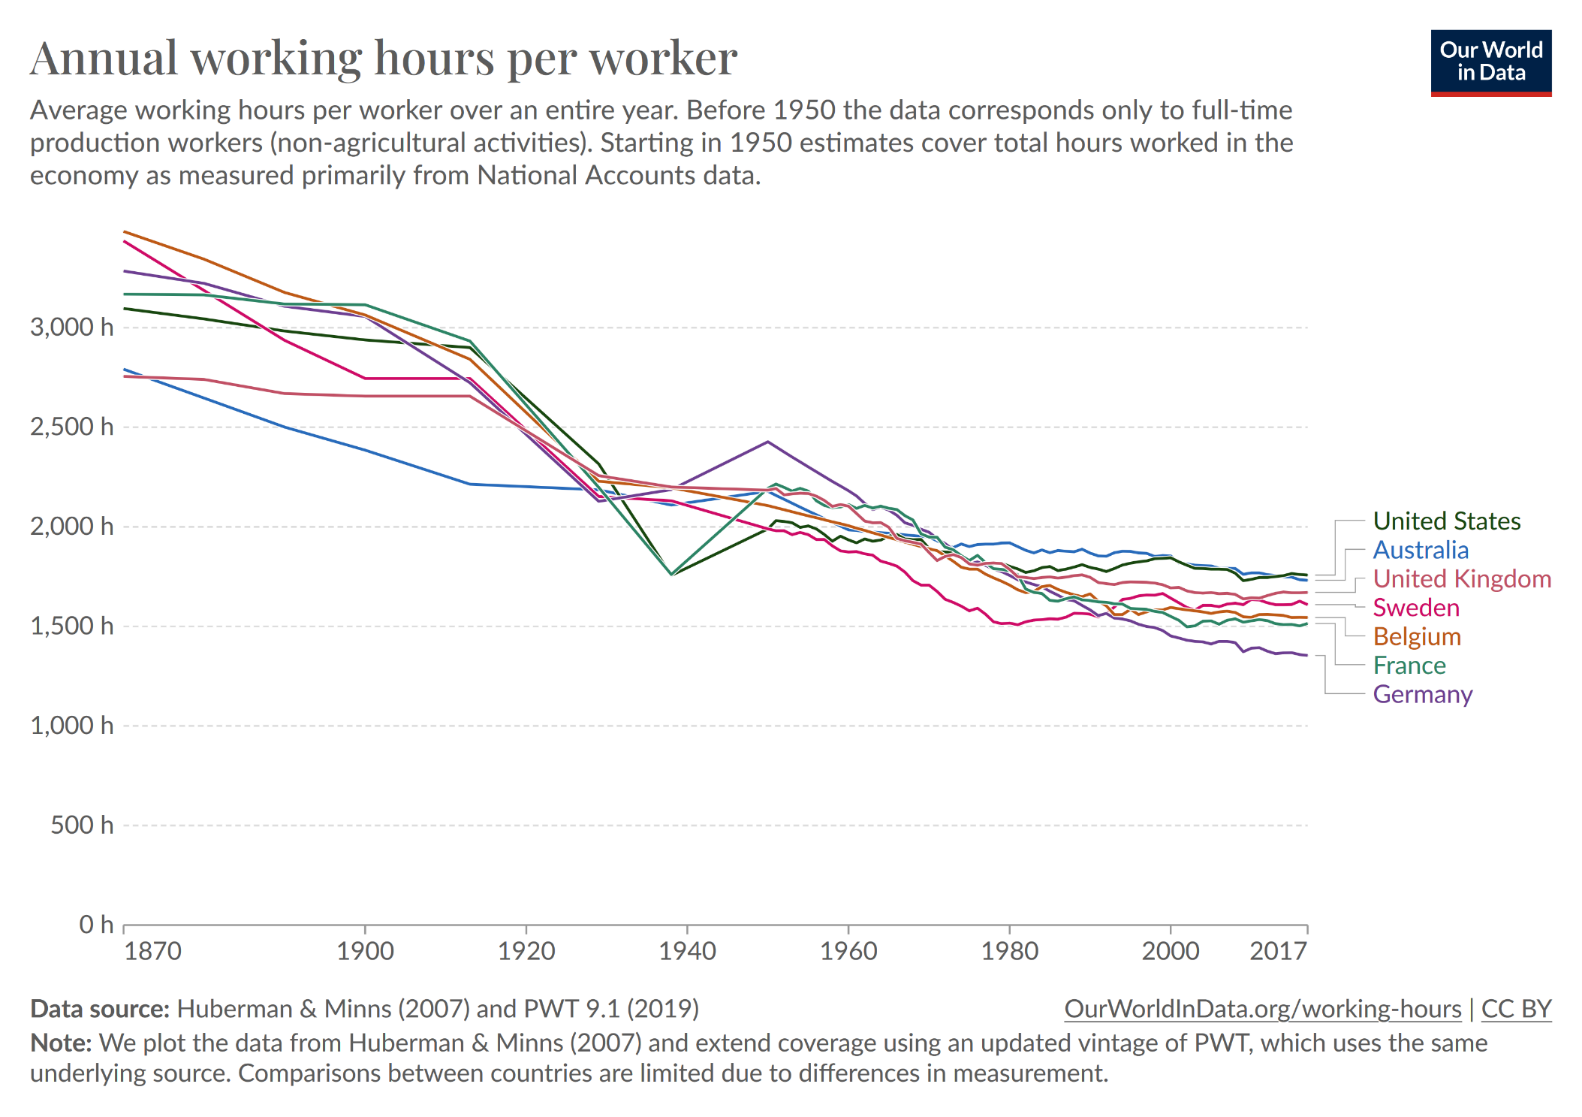 Annual working hours per worker
Our World
in Data
Average working hours per worker over an entire year. Before 1950 the data corresponds only to full-time
production workers (non-agricultural activities). Starting in 1950 estimates cover total hours worked in the
economy as measured primarily from National Accounts data.
3,000 h
2,500 h
2,000 h
1,500 h
1,000 h
500 h
0 h
United States
Australia
United Kingdom
Sweden
Belgium
France
Germany
1870 1900 1920 1940 1960 1980 2000 2017
Data source: Huberman & Minns (2007) and PWT 9.1 (2019)
OurWorldInData.org/working-hours | CC BY
Note: We plot the data from Huberman & Minns (2007) and extend coverage using an updated vintage of PWT, which uses the same
underlying source. Comparisons between countries are limited due to differences in measurement.